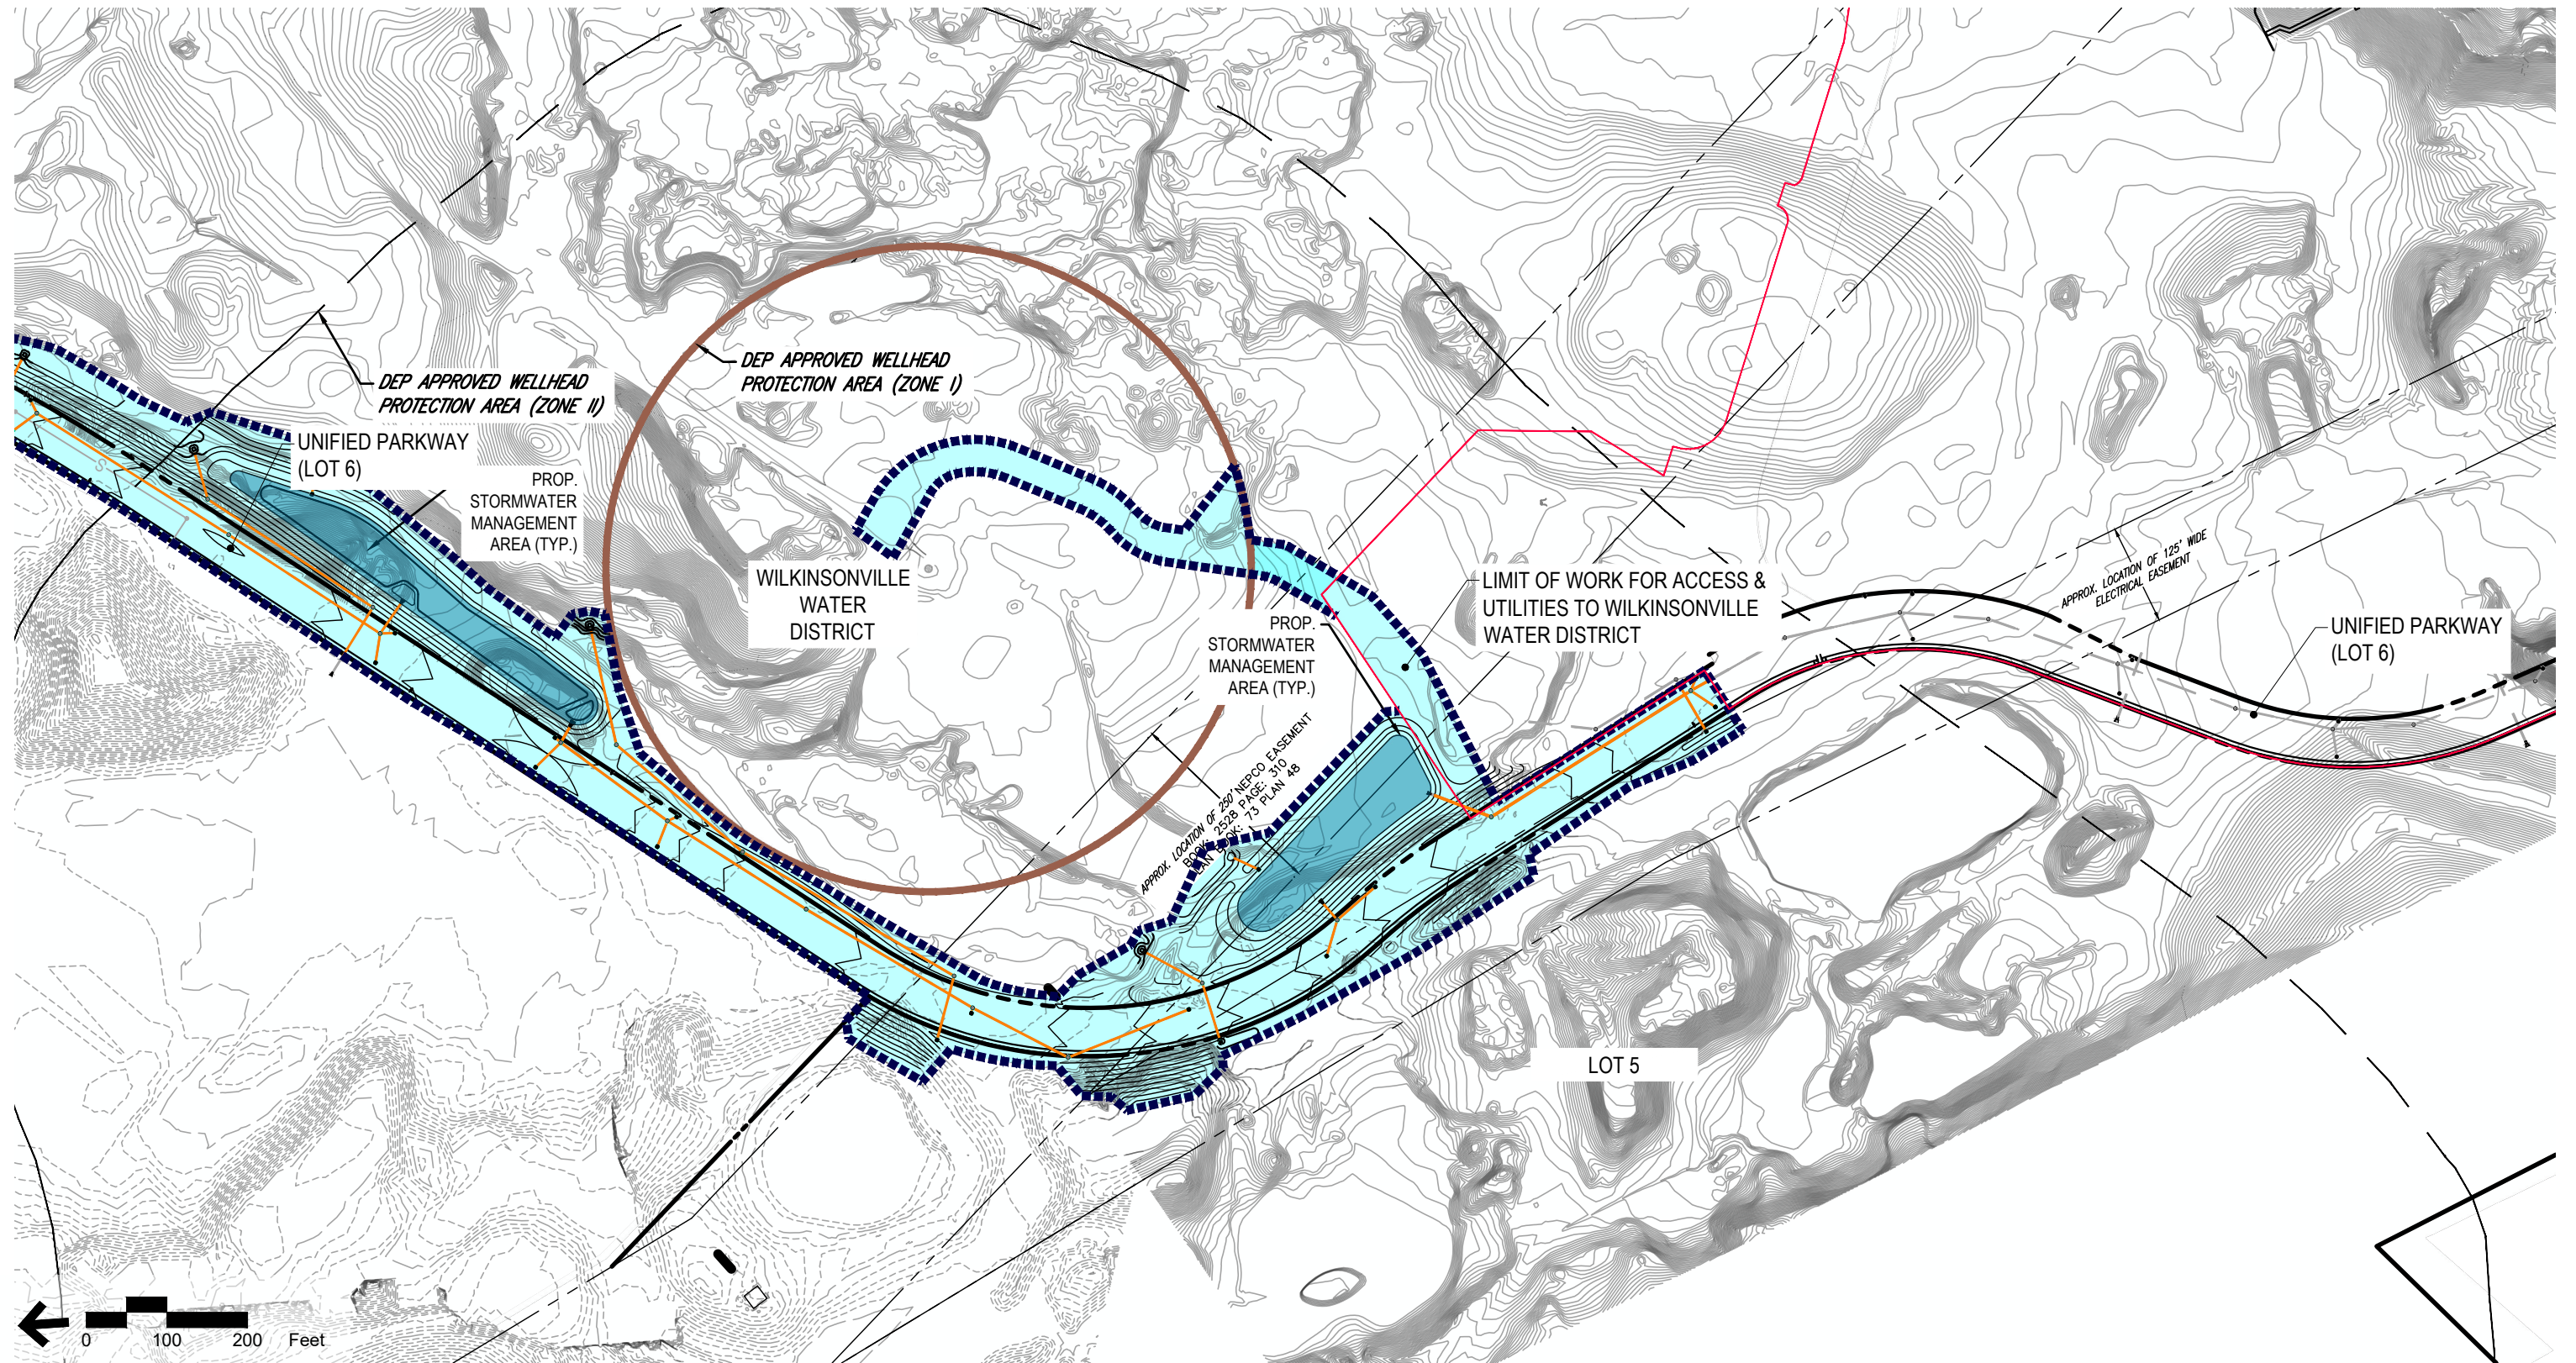 DEP APPROVED WELLHEAD
PROTECTION AREA (ZONE I)
DEP APPROVED WELLHEAD
PROTECTION AREA (ZONE II)
UNIFIED PARKWAY
(LOT 6)
PROP.
STORMWATER
MANAGEMENT
AREA (TYP.)
S
WILKINSONVILLE
WATER
DISTRICT
LIMIT OF WORK FOR ACCESS &
UTILITIES TO WILKINSONVILLE
WATER DISTRICT
PROP.
STORMWATER
MANAGEMENT
AREA (TYP.)
APPROX. LOCATION OF 125' WIDE
ELECTRICAL EASEMENT
UNIFIED PARKWAY
(LOT 6)
APPROX. LOCATION OF 250' NEPCO EASEMENT
BOOK: 2528 PAGE: 310
PLAN BOOK: 73 PLAN 48
LOT 5
0 100 200 Feet